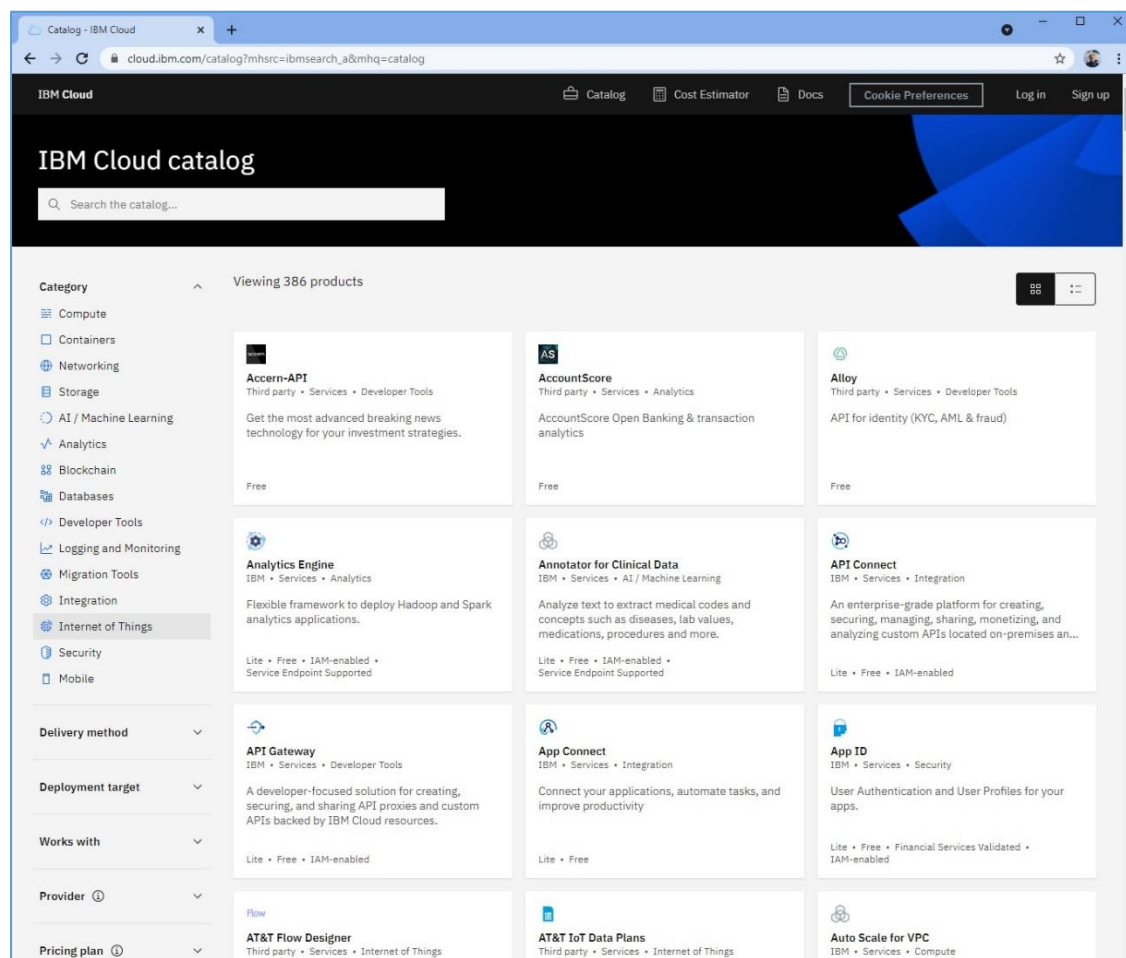 Catalog - IBM Cloud
cloud.ibm.com/catalog?mhsrc=ibmsearch_a&mhq=catalog
IBM Cloud
Catalog
Cost Estimator
Docs
Cookie Preferences
Log in
Sign up
IBM Cloud catalog
Search the catalog...
Category
Compute
Containers
Networking
Storage
AI / Machine Learning
Analytics
Blockchain
Databases
Developer Tools
Logging and Monitoring
Migration Tools
Integration
Internet of Things
Security
Mobile
Delivery method
Deployment target
Works with
Provider
Pricing plan
Viewing 386 products
accern
Accern-API
Third party • Services • Developer Tools
Get the most advanced breaking news
technology for your investment strategies.
Free
AS
AccountScore
Third party • Services • Analytics
AccountScore Open Banking & transaction
analytics
Free
Alloy
Third party • Services • Developer Tools
API for identity (KYC, AML & fraud)
Free
Analytics Engine
IBM • Services • Analytics
Flexible framework to deploy Hadoop and Spark
analytics applications.
Lite • Free • IAM-enabled •
Service Endpoint Supported
Annotator for Clinical Data
IBM • Services • AI / Machine Learning
Analyze text to extract medical codes and
concepts such as diseases, lab values,
medications, procedures and more.
Lite • Free • IAM-enabled •
Service Endpoint Supported
API Connect
IBM • Services • Integration
An enterprise-grade platform for creating,
securing, managing, sharing, monetizing, and
analyzing custom APIs located on-premises an...
Lite • Free • IAM-enabled
API Gateway
IBM • Services • Developer Tools
A developer-focused solution for creating,
securing, and sharing API proxies and custom
APIs backed by IBM Cloud resources.
Lite • Free • IAM-enabled
App Connect
IBM • Services • Integration
Connect your applications, automate tasks, and
improve productivity
Lite • Free
App ID
IBM • Services • Security
User Authentication and User Profiles for your
apps.
Lite • Free • Financial Services Validated •
IAM-enabled
Flow
AT&T Flow Designer
Third party • Services • Internet of Things
AT&T IoT Data Plans
Third party • Services • Internet of Things
Auto Scale for VPC
IBM • Services • Compute